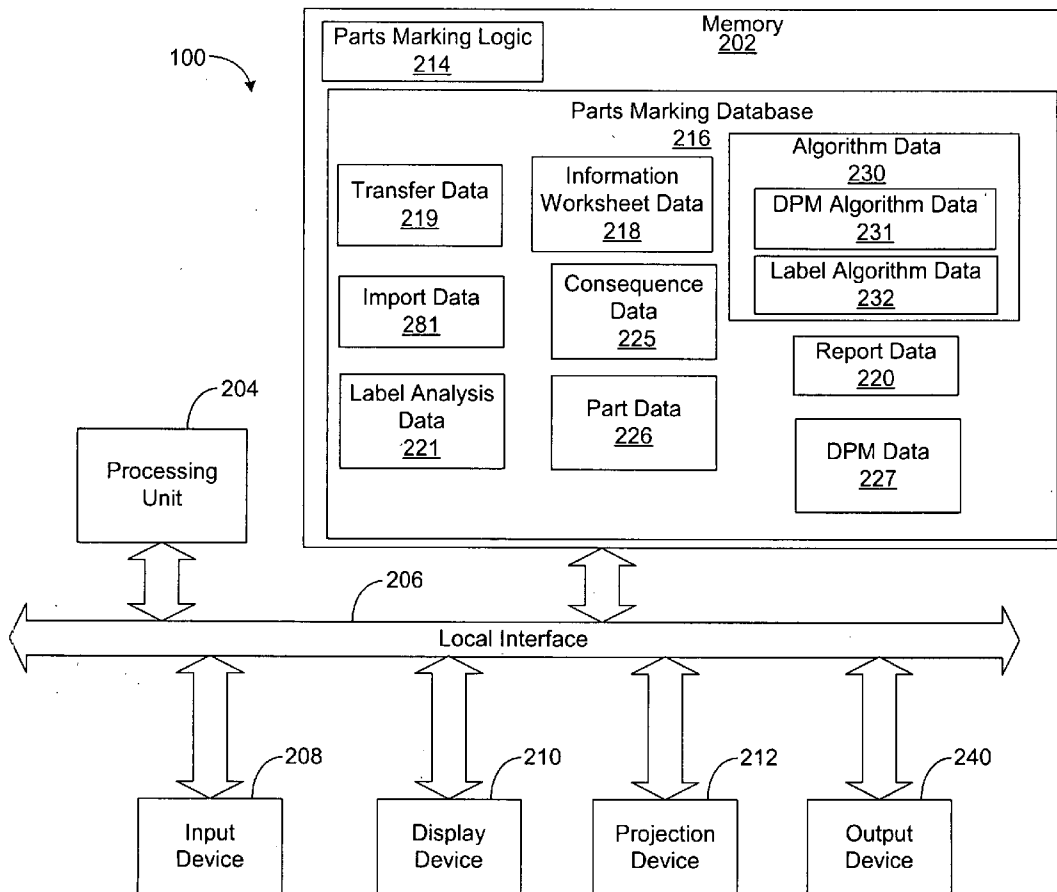 Memory
202
Parts Marking Logic
214
100
Parts Marking Database
216
Transfer Data
219
Information
Worksheet Data
218
Algorithm Data
230
DPM Algorithm Data
231
Label Algorithm Data
232
Import Data
281
Consequence
Data
225
Report Data
220
Label Analysis
Data
221
Part Data
226
DPM Data
227
204
Processing
Unit
206
Local Interface
208
210
212
240
Input
Device
Display
Device
Projection
Device
Output
Device